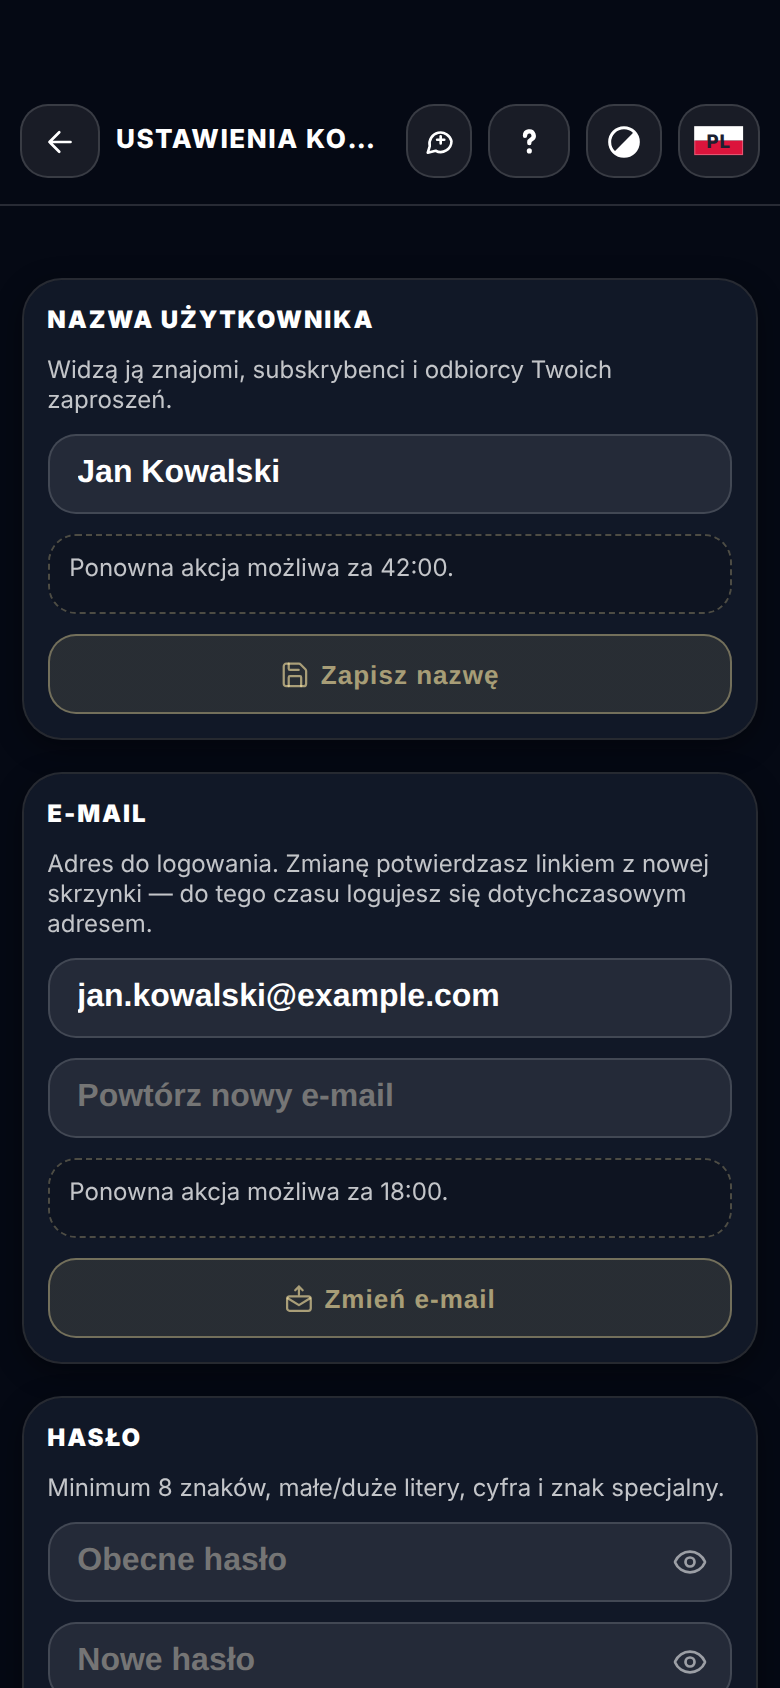 USTAWIENIA KO...
?
PL
NAZWA UŻYTKOWNIKA
Widzą ją znajomi, subskrybenci i odbiorcy Twoich
zaproszeń.
Jan Kowalski
Ponowna akcja możliwa za 42:00.
Zapisz nazwę
E-MAIL
Adres do logowania. Zmianę potwierdzasz linkiem z nowej
skrzynki — do tego czasu logujesz się dotychczasowym
adresem.
jan.kowalski@example.com
Powtórz nowy e-mail
Ponowna akcja możliwa za 18:00.
Zmień e-mail
HASŁO
Minimum 8 znaków, małe/duże litery, cyfra i znak specjalny.
Obecne hasło
Nowe hasło